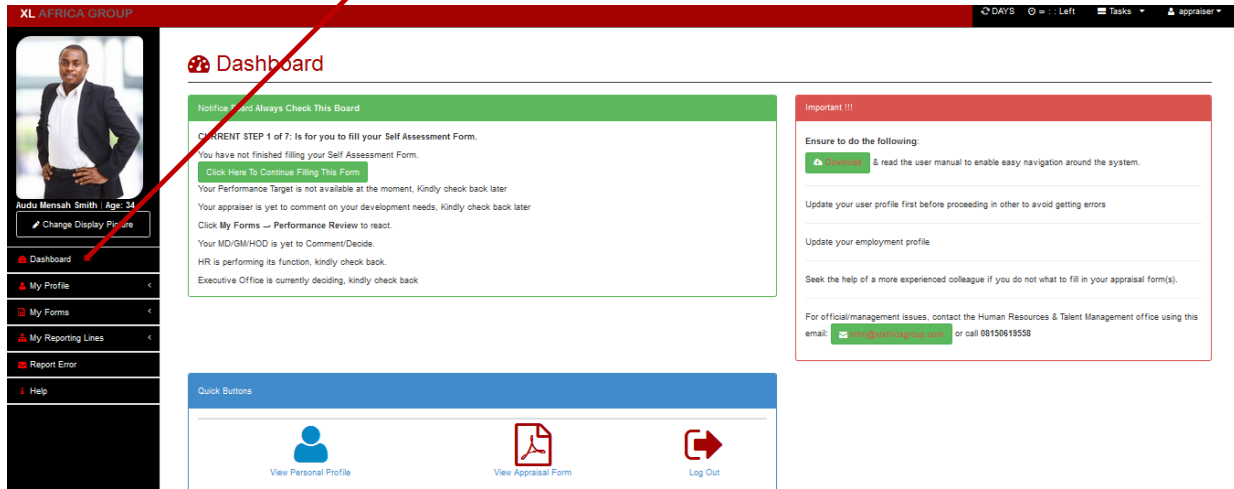 XL AFRICA GROUP
DAYS = : : Left Tasks appraiser
Audu Mensah Smith | Age: 34
Change Display Picture
Dashboard
My Profile
My Forms
My Reporting Lines
Report Error
Help
Dashboard
Notifice Board Always Check This Board
CURRENT STEP 1 of 7: Is for you to fill your Self Assessment Form.
You have not finished filling your Self Assessment Form.
Click Here To Continue Filling This Form
Your Performance Target is not available at the moment, Kindly check back later
Your appraiser is yet to comment on your development needs, Kindly check back later
Click My Forms → Performance Review to reaot.
Your MD/GM/HOD is yet to Comment/Decide.
HR is performing its function, kindly check back.
Executive Office is currently deciding, kindly check back
Important !!!
Ensure to do the following:
Download & read the user manual to enable easy navigation around the system.
Update your user profile first before proceeding in other to avoid getting errors
Update your employment profile
Seek the help of a more experienced colleague if you do not what to fill in your appraisal form(s).
For official/management issues, contact the Human Resources & Talent Management office using this
email: hrtm@xlafricagroup.com or call 08150619558
Quick Buttons
View Personal Profile
View Appraisal Form
Log Out